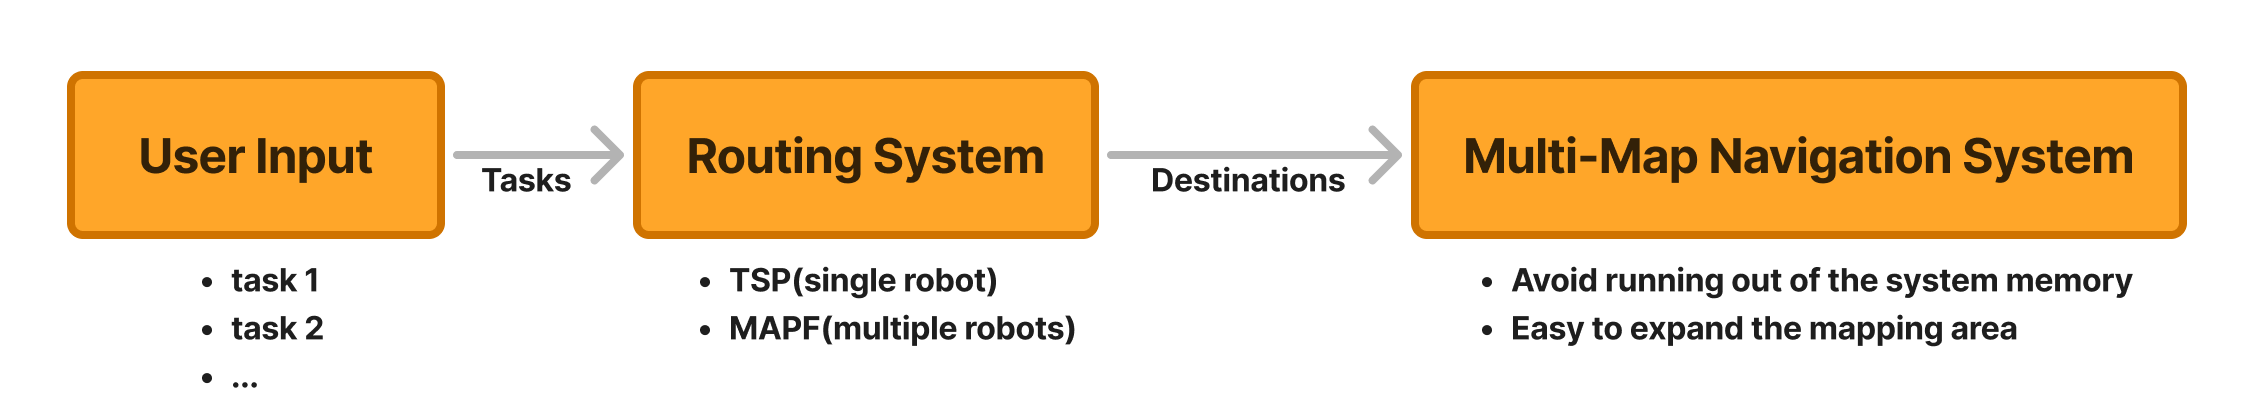 User Input
Tasks
Routing System
Destinations
Multi-Map Navigation System
• task 1
• task 2
• ...
• TSP(single robot)
• MAPF(multiple robots)
• Avoid running out of the system memory
• Easy to expand the mapping area